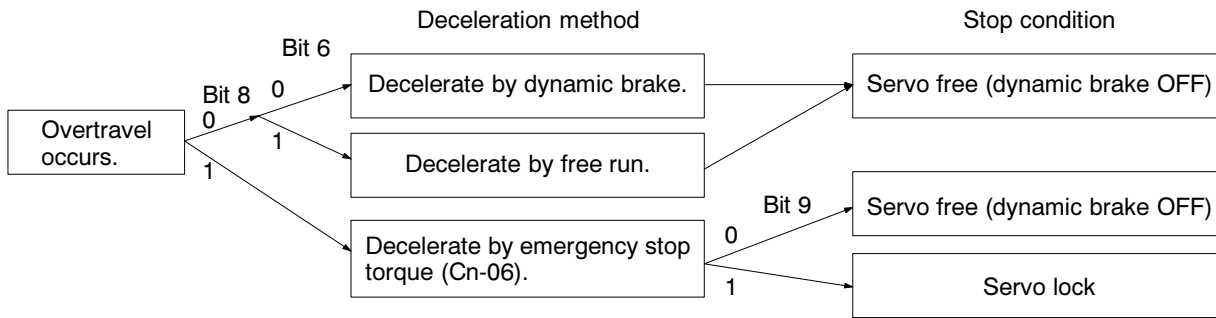 Deceleration method
Stop condition
Bit 6
Decelerate by dynamic brake.
Servo free (dynamic brake OFF)
0
Bit 8
0
Overtravel
occurs.
1
Decelerate by free run.
1
Bit 9
Servo free (dynamic brake OFF)
0
Decelerate by emergency stop
torque (Cn-06).
1
Servo lock